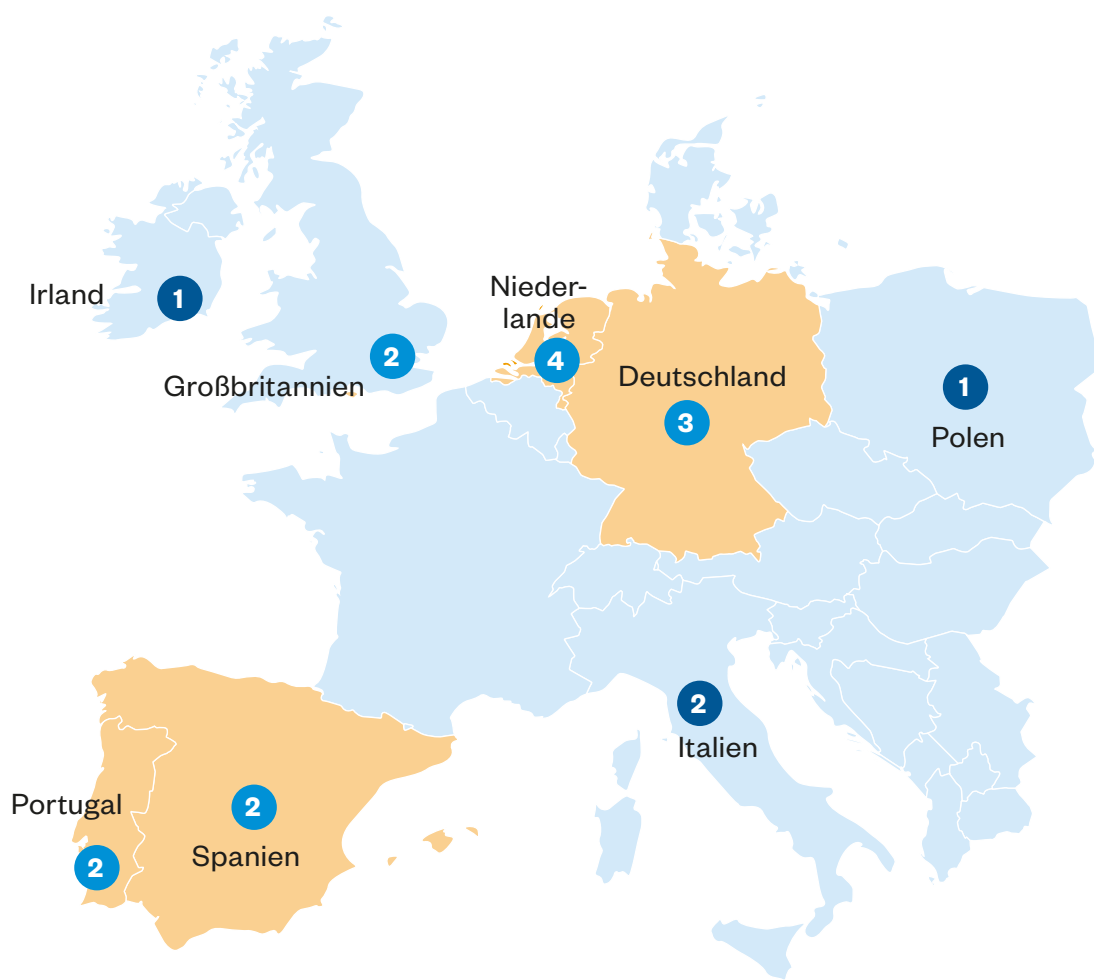 Irland
1
2
Großbritannien
Nieder-
lande
4
Deutschland
3
1
Polen
2
Italien
Portugal
2
2
Spanien